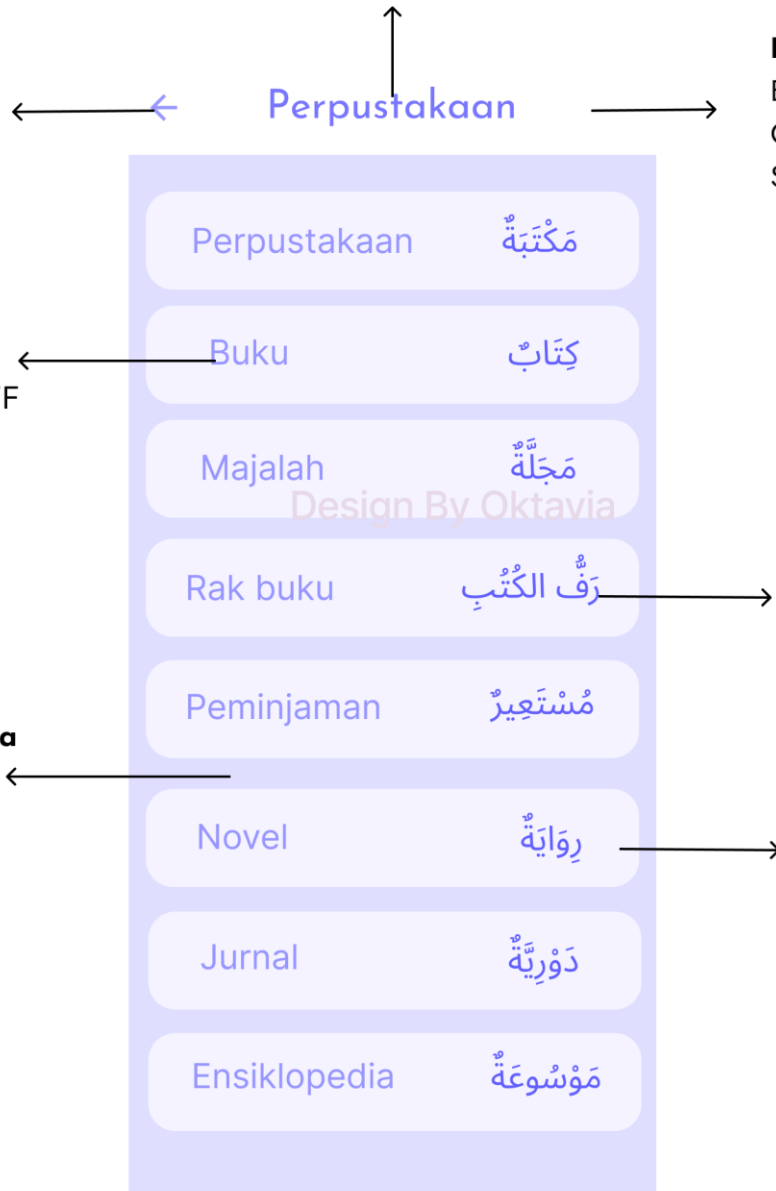 Perpustakaan
Perpustakaan مَكْتَبَةٌ
Buku كِتَابٌ
Majalah مَجَلَّةٌ
Design By Oktavia
Rak buku رَفُّ الكُتُبِ
Peminjaman مُسْتَعِيرٌ
Novel رِوَايَةٌ
Jurnal دَوْرِيَّةٌ
Ensiklopedia مَوْسُوعَةٌ